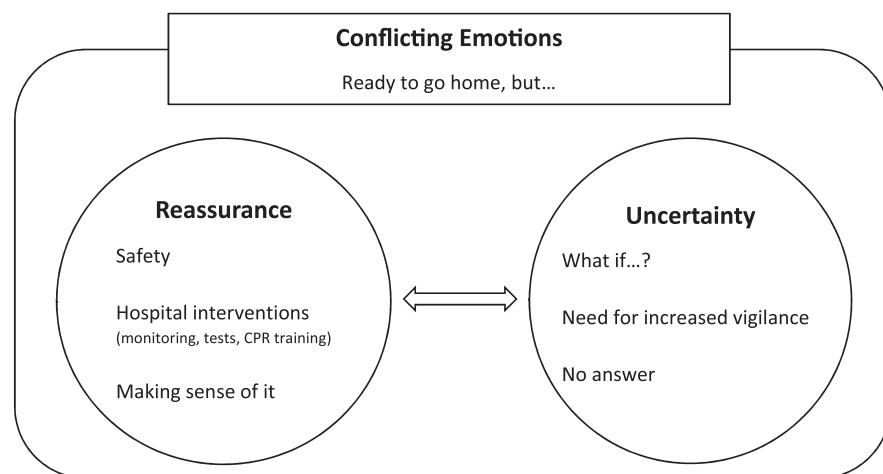 Conflicting Emotions
Ready to go home, but…
Reassurance
Safety
Hospital interventions
(monitoring, tests, CPR training)
Making sense of it
Uncertainty
What if…?
Need for increased vigilance
No answer